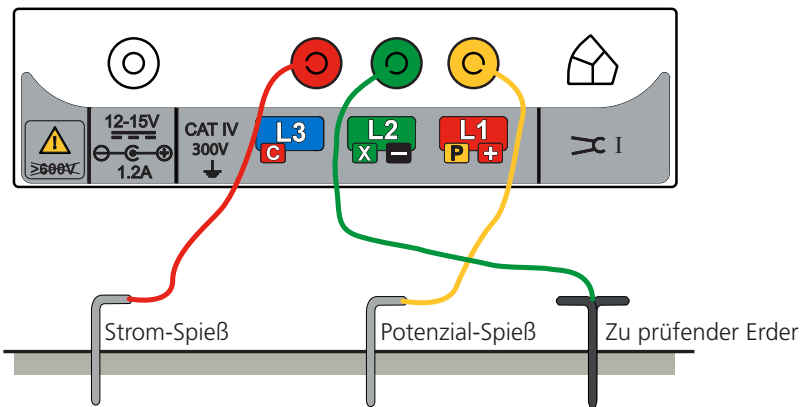 12-15V
1.2A
>600V
CAT IV
300V
L3
C
L2
X
L1
P
I
Strom-Spieß
Potenzial-Spieß
Zu prüfender Erder